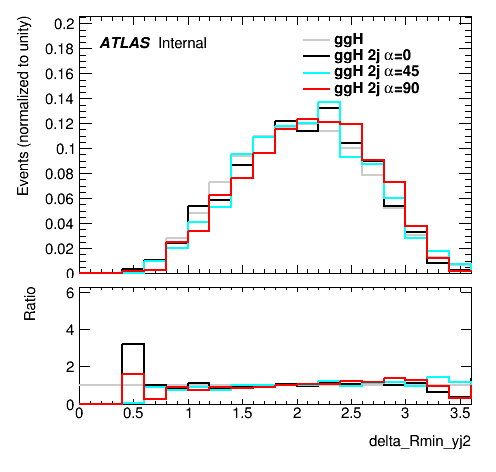 Events (normalized to unity)
0.2
0.18
0.16
0.14
0.12
0.1
0.08
0.06
0.04
0.02
0
ATLAS Internal
ggH
ggH 2j α=0
ggH 2j α=45
ggH 2j α=90
Ratio
6
4
2
0
0 0.5 1 1.5 2 2.5 3 3.5
delta_Rmin_yj2